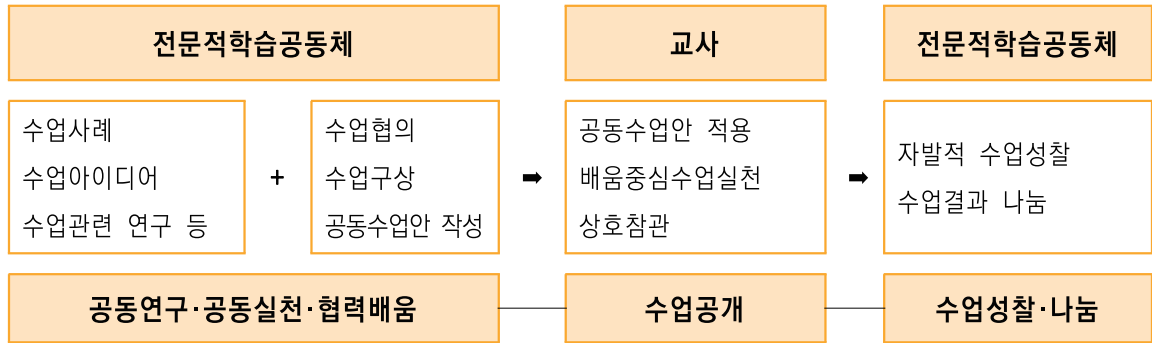 전문적학습공동체
교사
전문적학습공동체
수업사례
수업아이디어
수업관련 연구 등
+
수업협의
수업구상
공동수업안 작성
➡
공동수업안 적용
배움중심수업실천
상호참관
➡
자발적 수업성찰
수업결과 나눔
공동연구·공동실천·협력배움
수업공개
수업성찰·나눔